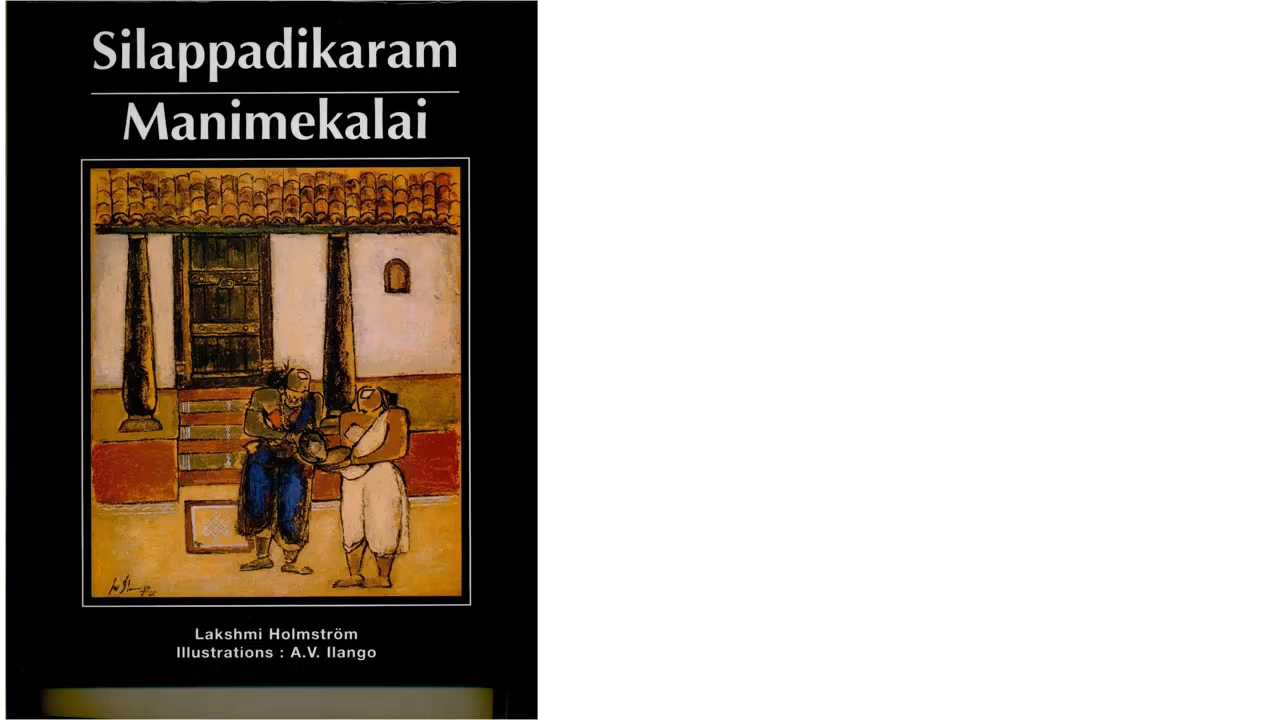 Silappadikaram
Manimekalai
Lakshmi Holmström
Illustrations : A.V. Ilango